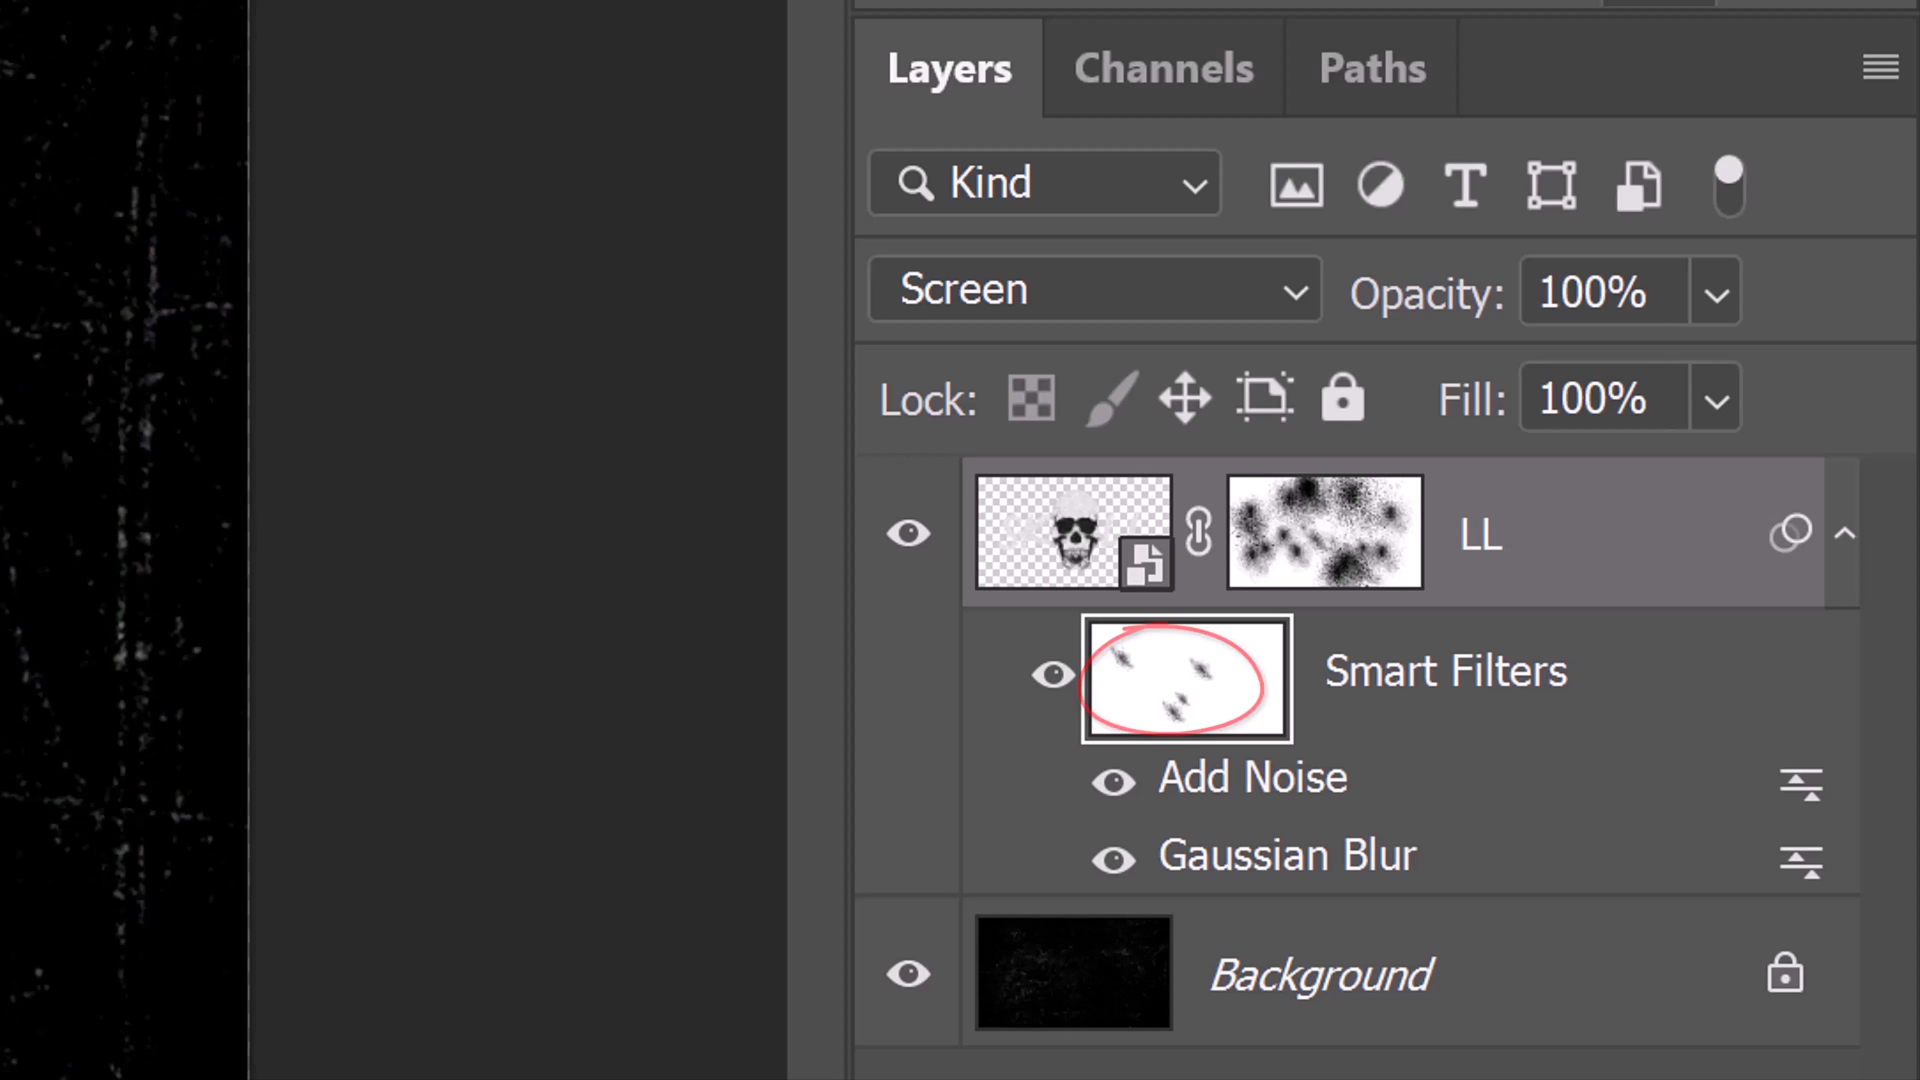 Layers Channels Paths
Kind
Screen Opacity: 100%
Lock: Fill: 100%
LL
Smart Filters
Add Noise
Gaussian Blur
Background